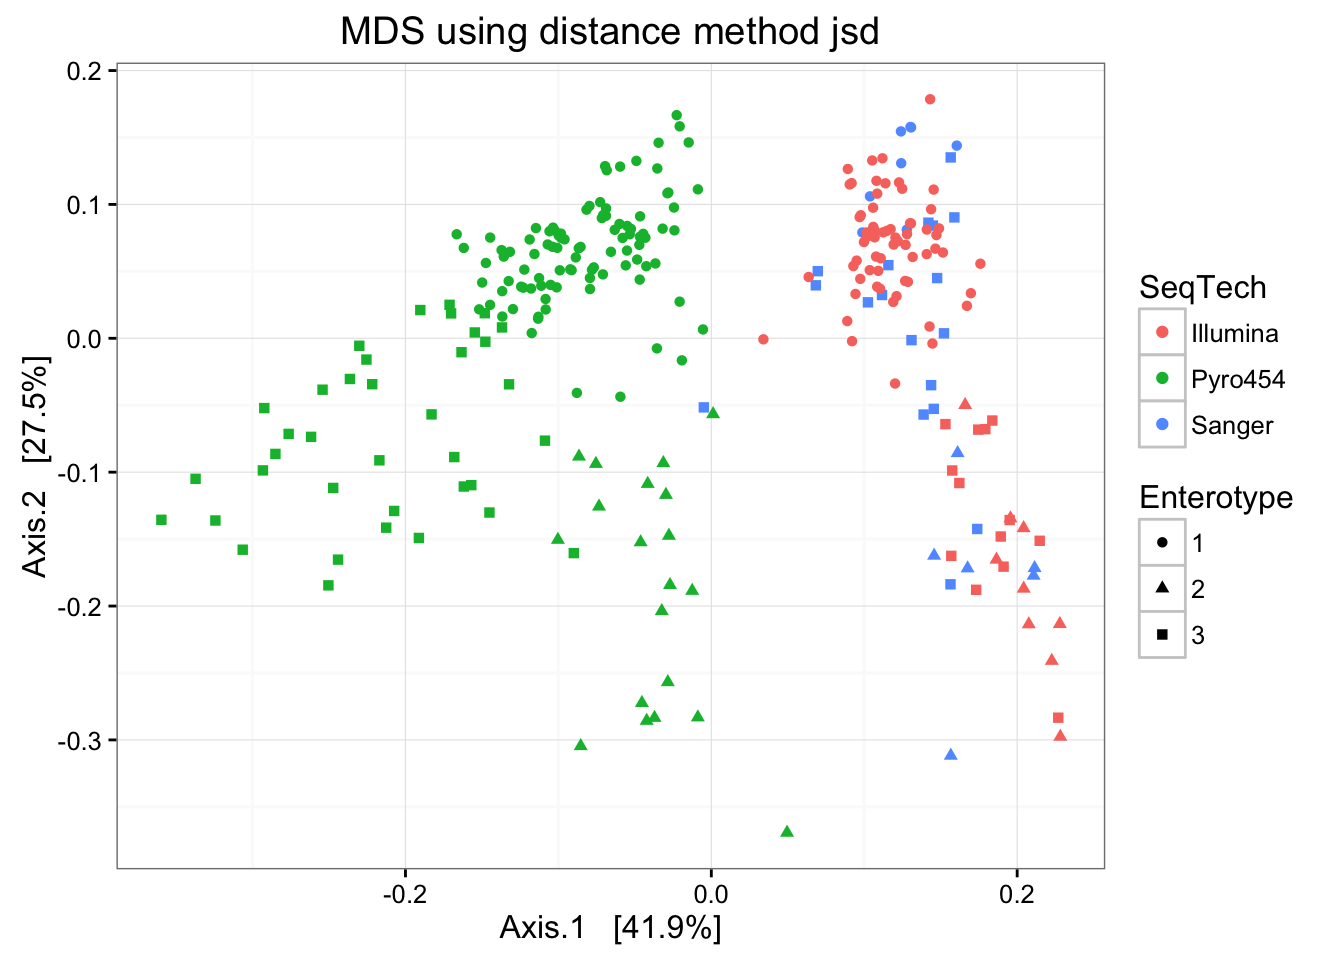 MDS using distance method jsd
0.2
0.1
0.0
-0.1
-0.2
-0.3
Axis.2 [27.5%]
-0.2 0.0 0.2
Axis.1 [41.9%]
SeqTech
Illumina
Pyro454
Sanger
Enterotype
1
2
3